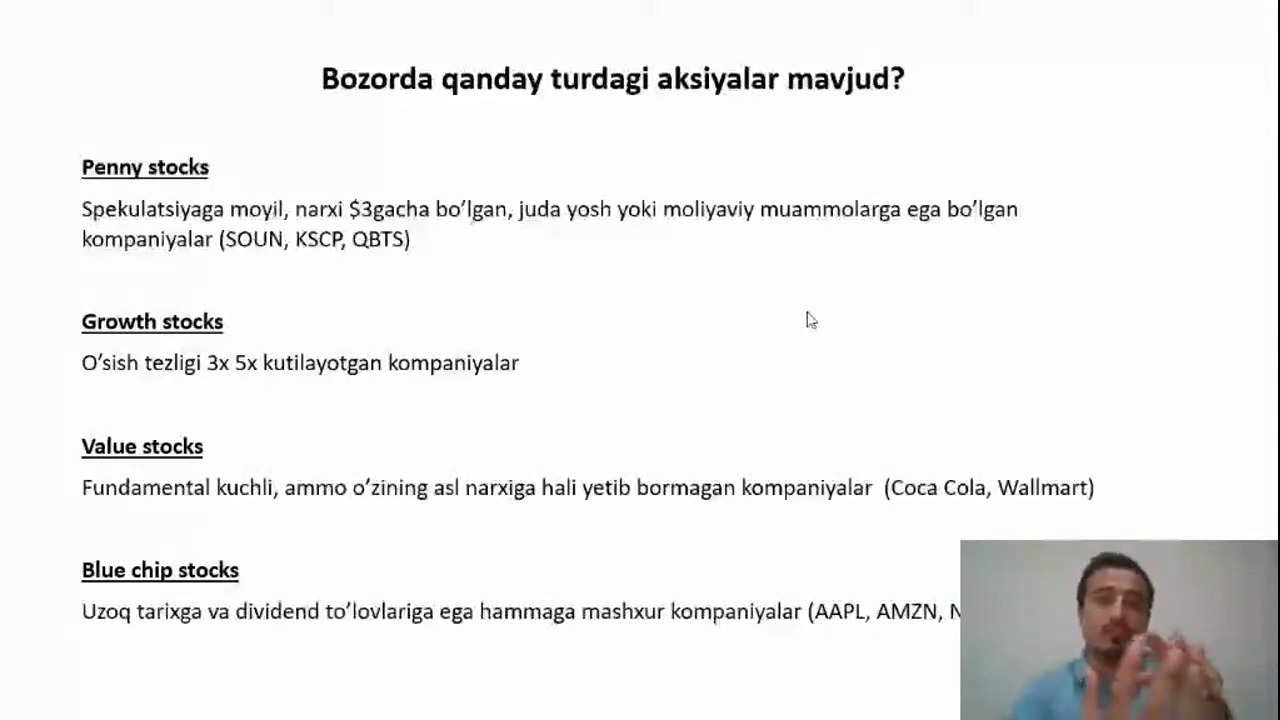 Bozorda qanday turdagi aksiyalar mavjud?
Penny stocks
Spekulatsiyaga moyil, narxi $3gacha bo’lgan, juda yosh yoki moliyaviy muammolarga ega bo’lgan
kompaniyalar (SOUN, KSCP, QBTS)
Growth stocks
O’sish tezligi 3x 5x kutilayotgan kompaniyalar
Value stocks
Fundamental kuchli, ammo o’zining asl narxiga hali yetib bormagan kompaniyalar (Coca Cola, Wallmart)
Blue chip stocks
Uzoq tarixga va dividend to’lovlariga ega hammaga mashxur kompaniyalar (AAPL, AMZN,